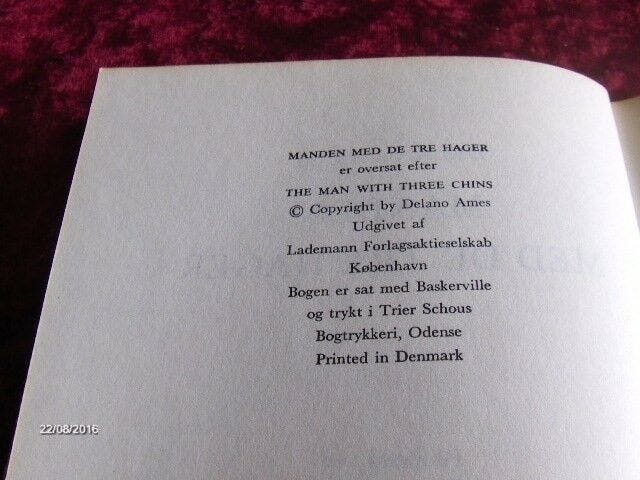 MANDEN MED DE TRE HAGER
er oversat efter
THE MAN WITH THREE CHINS
© Copyright by Delano Ames
Udgivet af
Lademann Forlagsaktieselskab
København
Bogen er sat med Baskerville
og trykt i Trier Schous
Bogtrykkeri, Odense
Printed in Denmark
22/08/2016